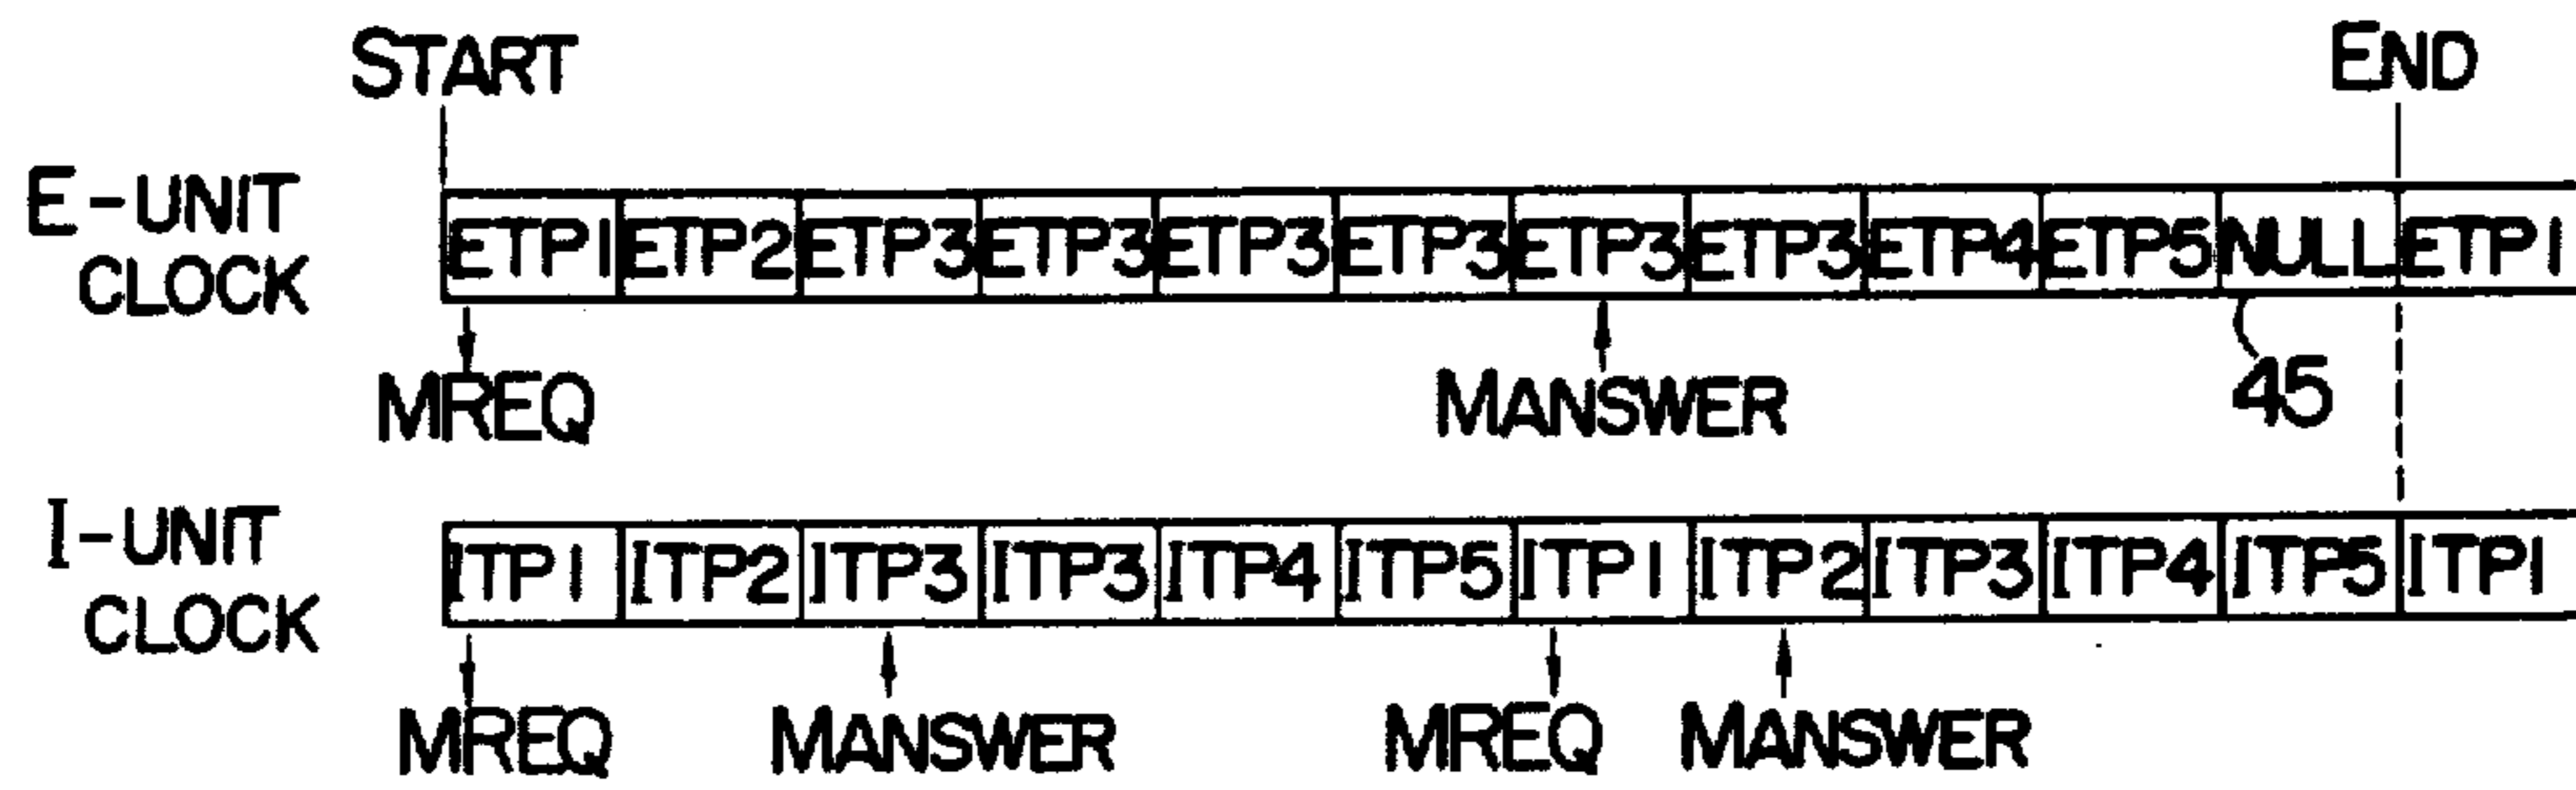 START END
E-UNIT
CLOCK
ETP1 ETP2 ETP3 ETP3 ETP3 ETP3 ETP3 ETP3 ETP4 ETP5 NULL ETP1
MREQ MANSWER 45
I-UNIT
CLOCK
ITP1 ITP2 ITP3 ITP3 ITP4 ITP5 ITP1 ITP2 ITP3 ITP4 ITP5 ITP1
MREQ MANSWER MREQ MANSWER